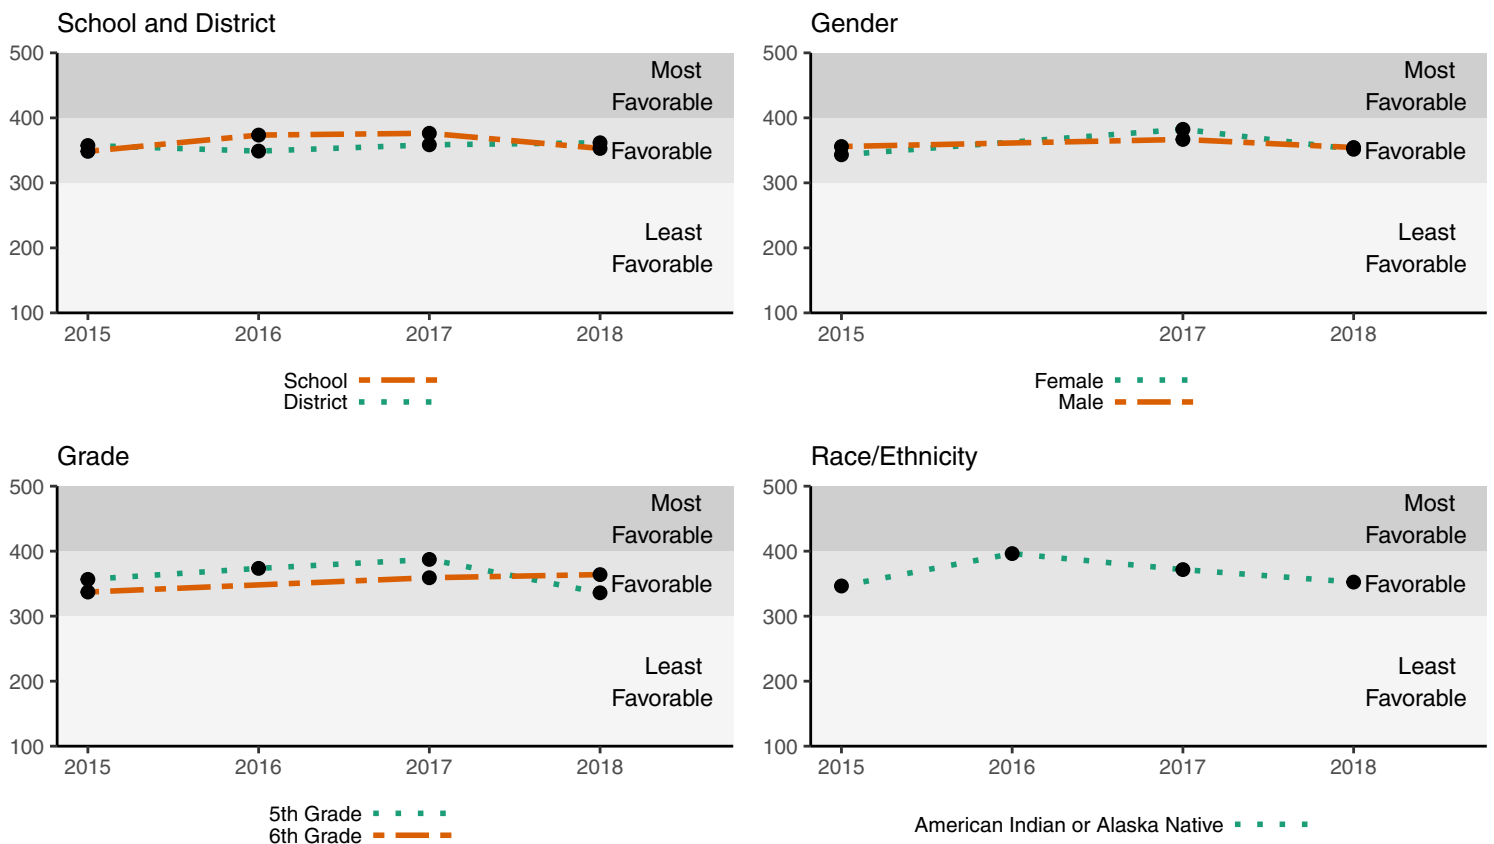 School and District
500
400
300
200
100
Most
Favorable
Favorable
Least
Favorable
2015 2016 2017 2018
School
District
Gender
500
400
300
200
100
Most
Favorable
Favorable
Least
Favorable
2015 2017 2018
Female
Male
Grade
500
400
300
200
100
Most
Favorable
Favorable
Least
Favorable
2015 2016 2017 2018
5th Grade
6th Grade
Race/Ethnicity
500
400
300
200
100
Most
Favorable
Favorable
Least
Favorable
2015 2016 2017 2018
American Indian or Alaska Native